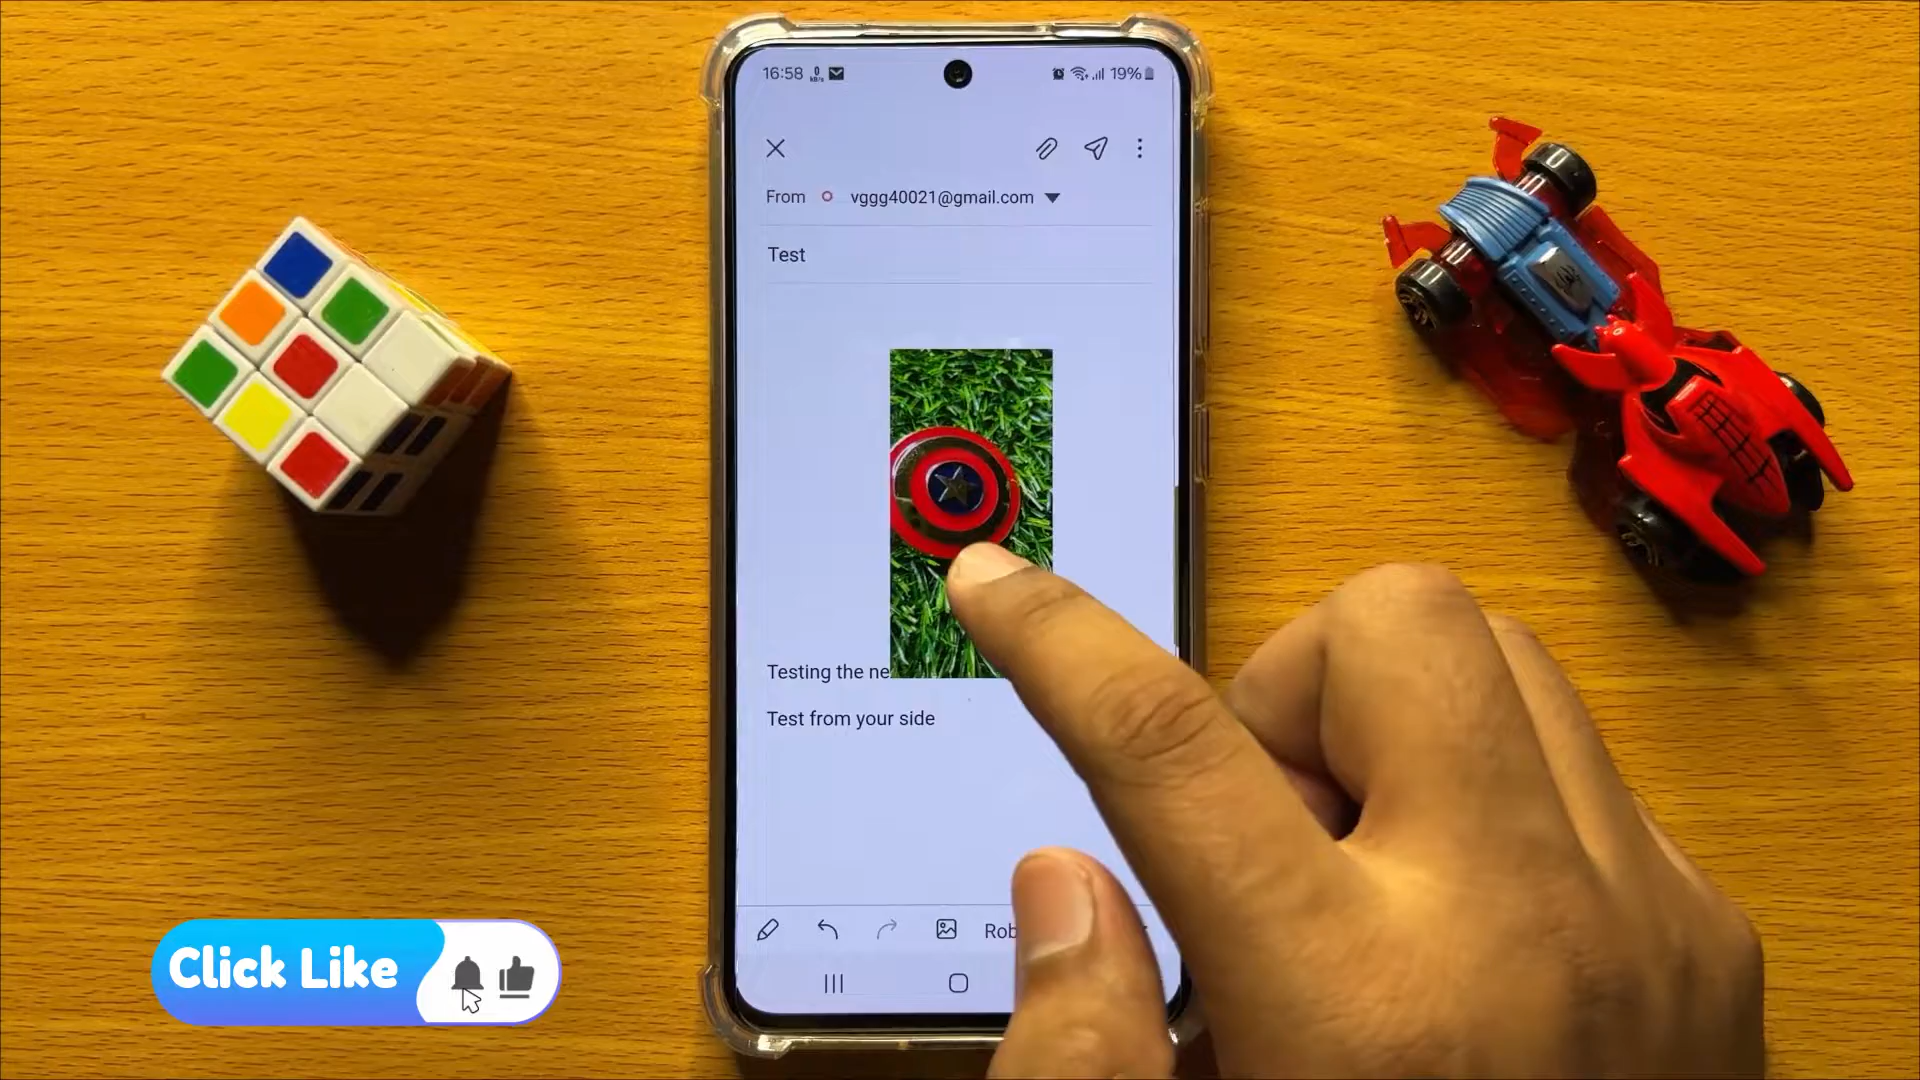 16:58 19%
From vggg40021@gmail.com
Test
Testing the ne
Test from your side
Rob
Click Like